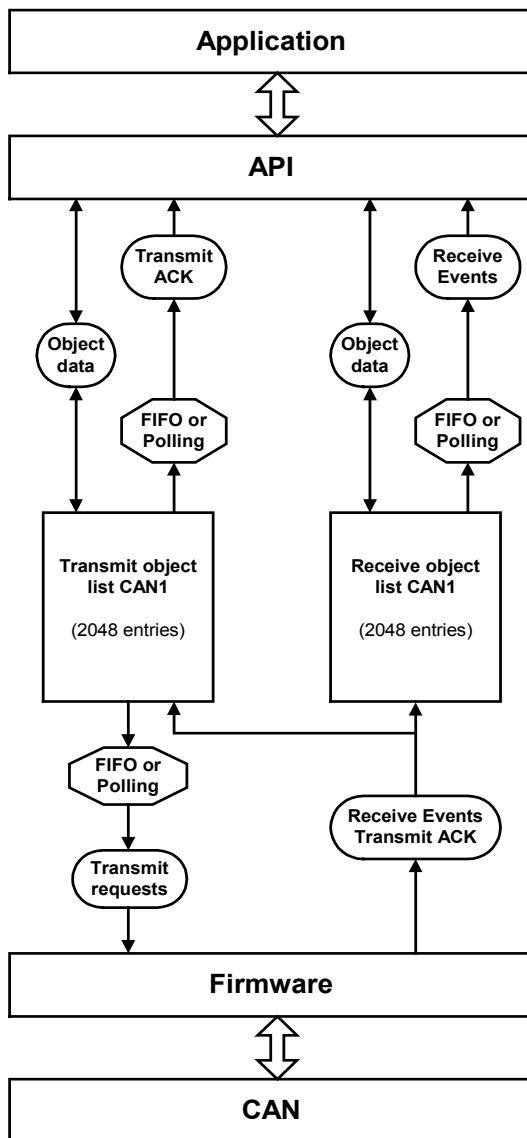 Application
API
Transmit
ACK
Receive
Events
Object
data
Object
data
FIFO or
Polling
FIFO or
Polling
Transmit object
list CAN1
(2048 entries)
Receive object
list CAN1
(2048 entries)
FIFO or
Polling
Receive Events
Transmit ACK
Transmit
requests
Firmware
CAN